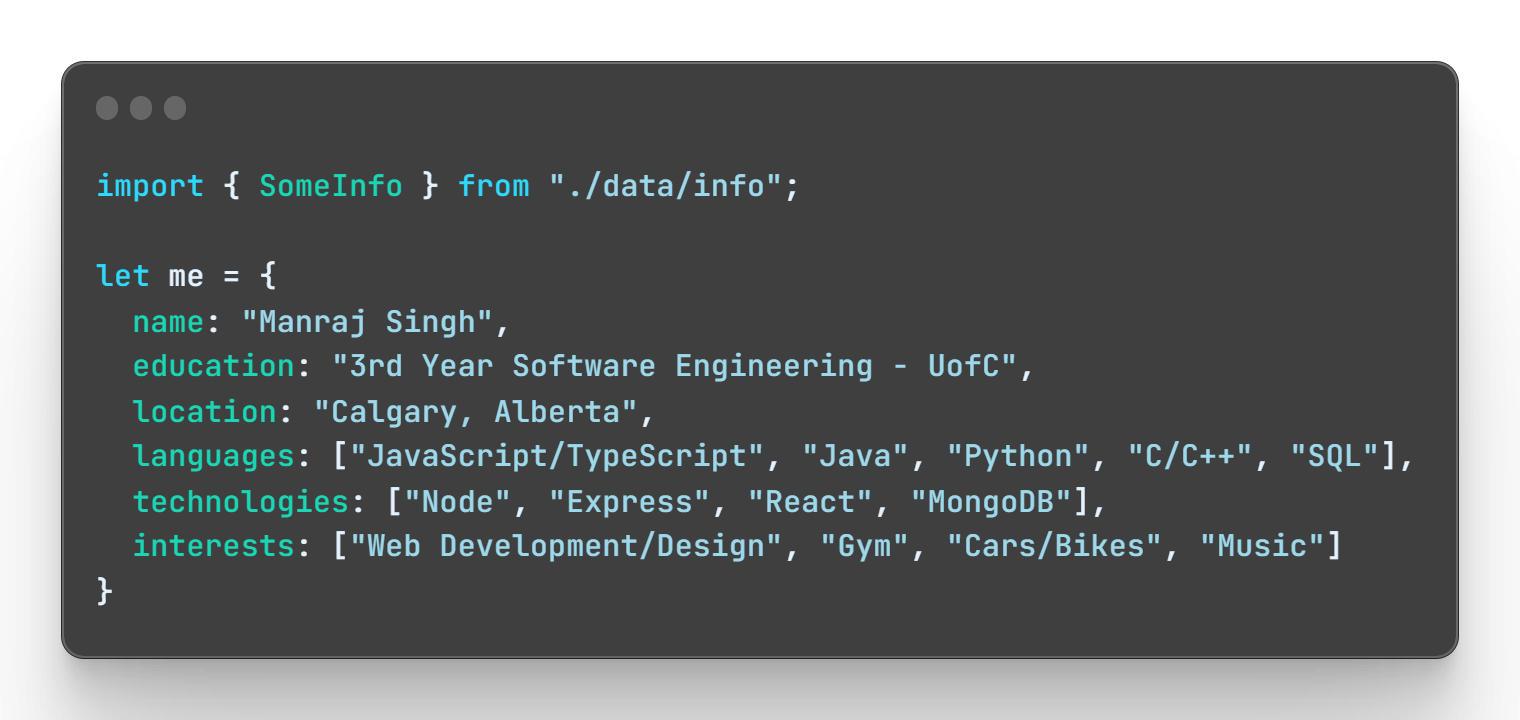 import { SomeInfo } from "./data/info";
let me = {
  name: "Manraj Singh",
  education: "3rd Year Software Engineering - UofC",
  location: "Calgary, Alberta",
  languages: ["JavaScript/TypeScript", "Java", "Python", "C/C++", "SQL"],
  technologies: ["Node", "Express", "React", "MongoDB"],
  interests: ["Web Development/Design", "Gym", "Cars/Bikes", "Music"]
}